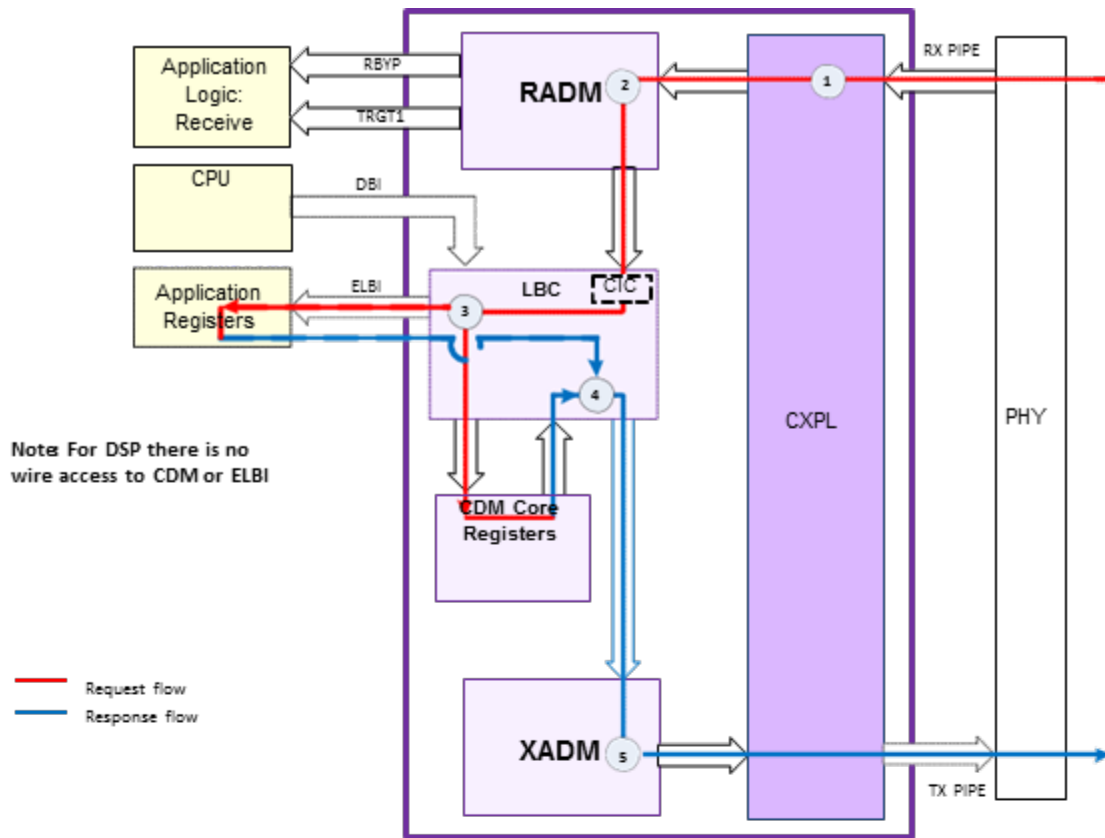 RX PIPE
Application
Logic:
Receive
RBYP
TRGT1
RADM
2
1
CPU
DBI
Application
Registers
ELBI
LBC
CIC
3
4
CXPL
PHY
Note: For DSP there is no
wire access to CDM or ELBI
CDM Core
Registers
Request flow
Response flow
XADM
5
TX PIPE